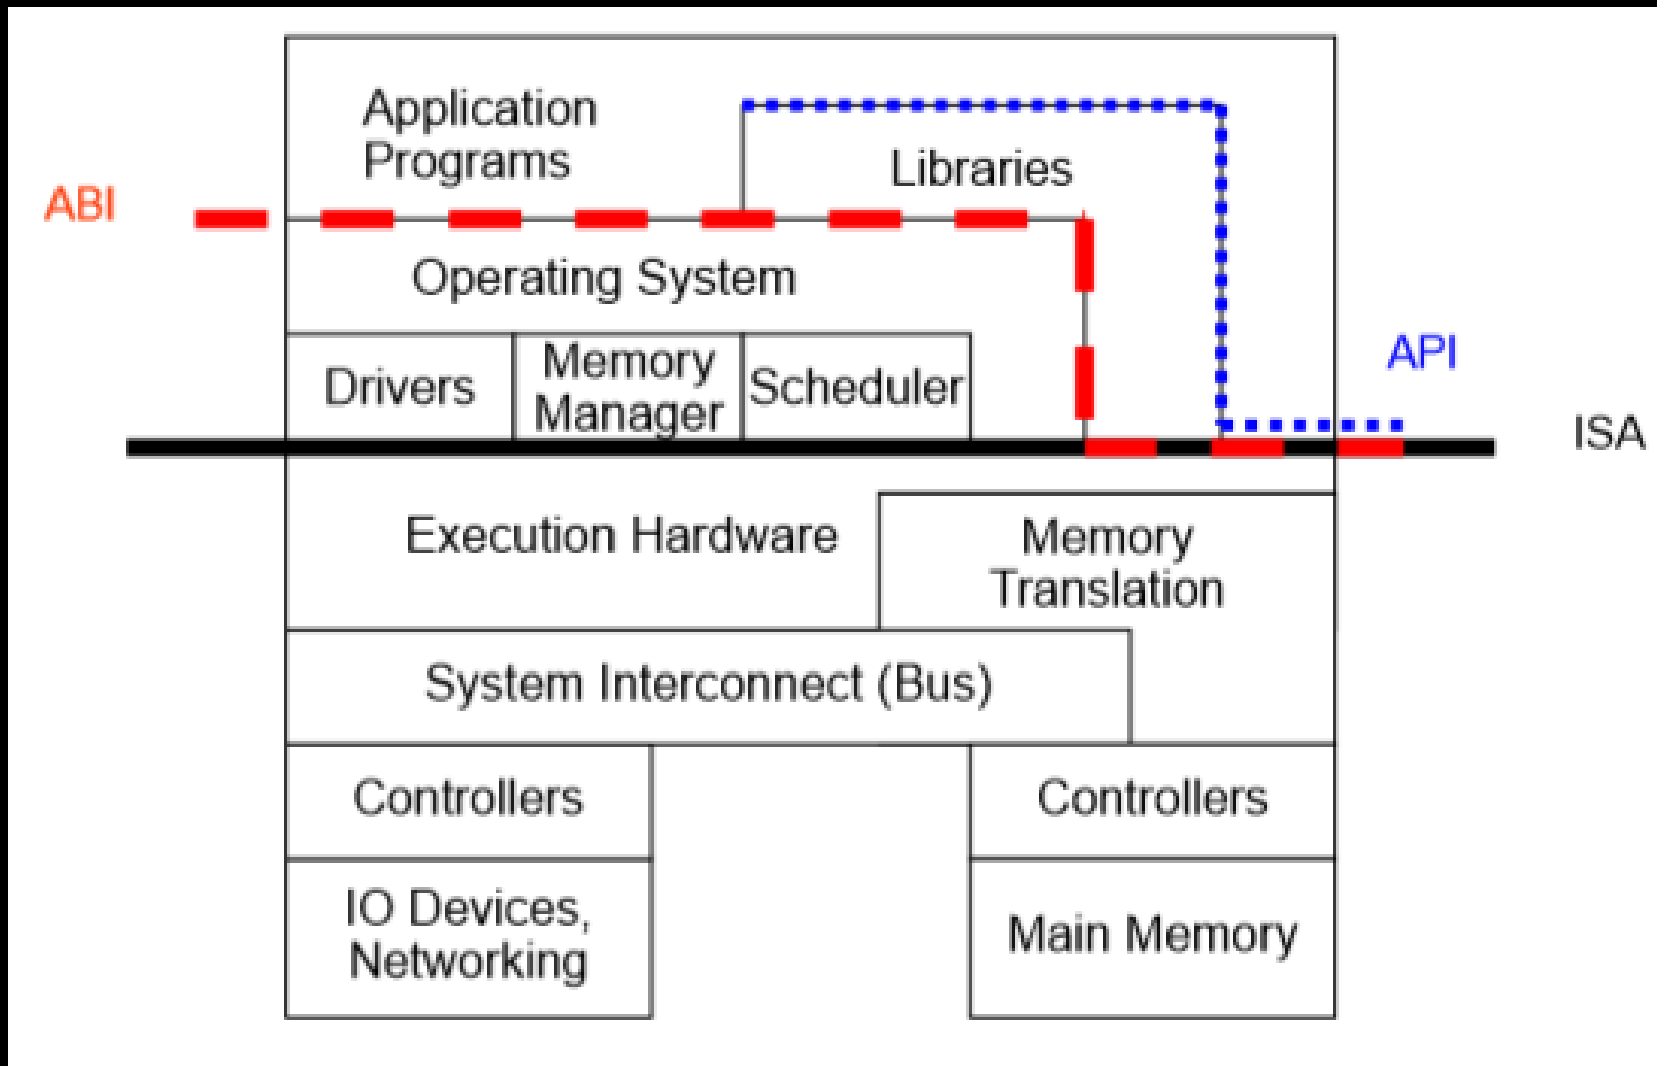 Application
Programs
Libraries
ABI
Operating System
API
Drivers
Memory
Manager
Scheduler
ISA
Execution Hardware
Memory
Translation
System Interconnect (Bus)
Controllers
Controllers
IO Devices,
Networking
Main Memory